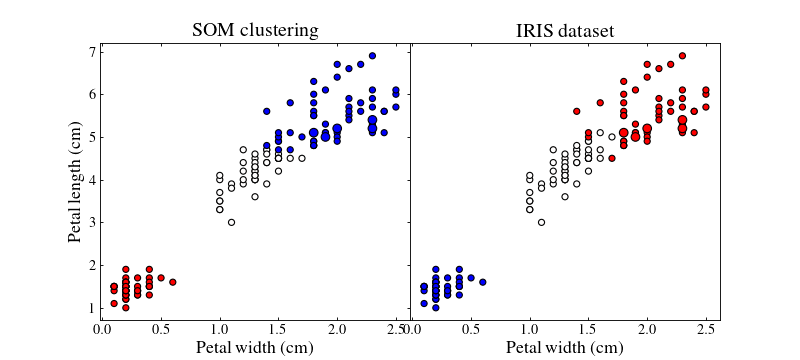 SOM clustering
IRIS dataset
Petal length (cm)
7
6
5
4
3
2
1
0.0 0.5 1.0 1.5 2.0 2.5
0.0 0.5 1.0 1.5 2.0 2.5
Petal width (cm)
Petal width (cm)